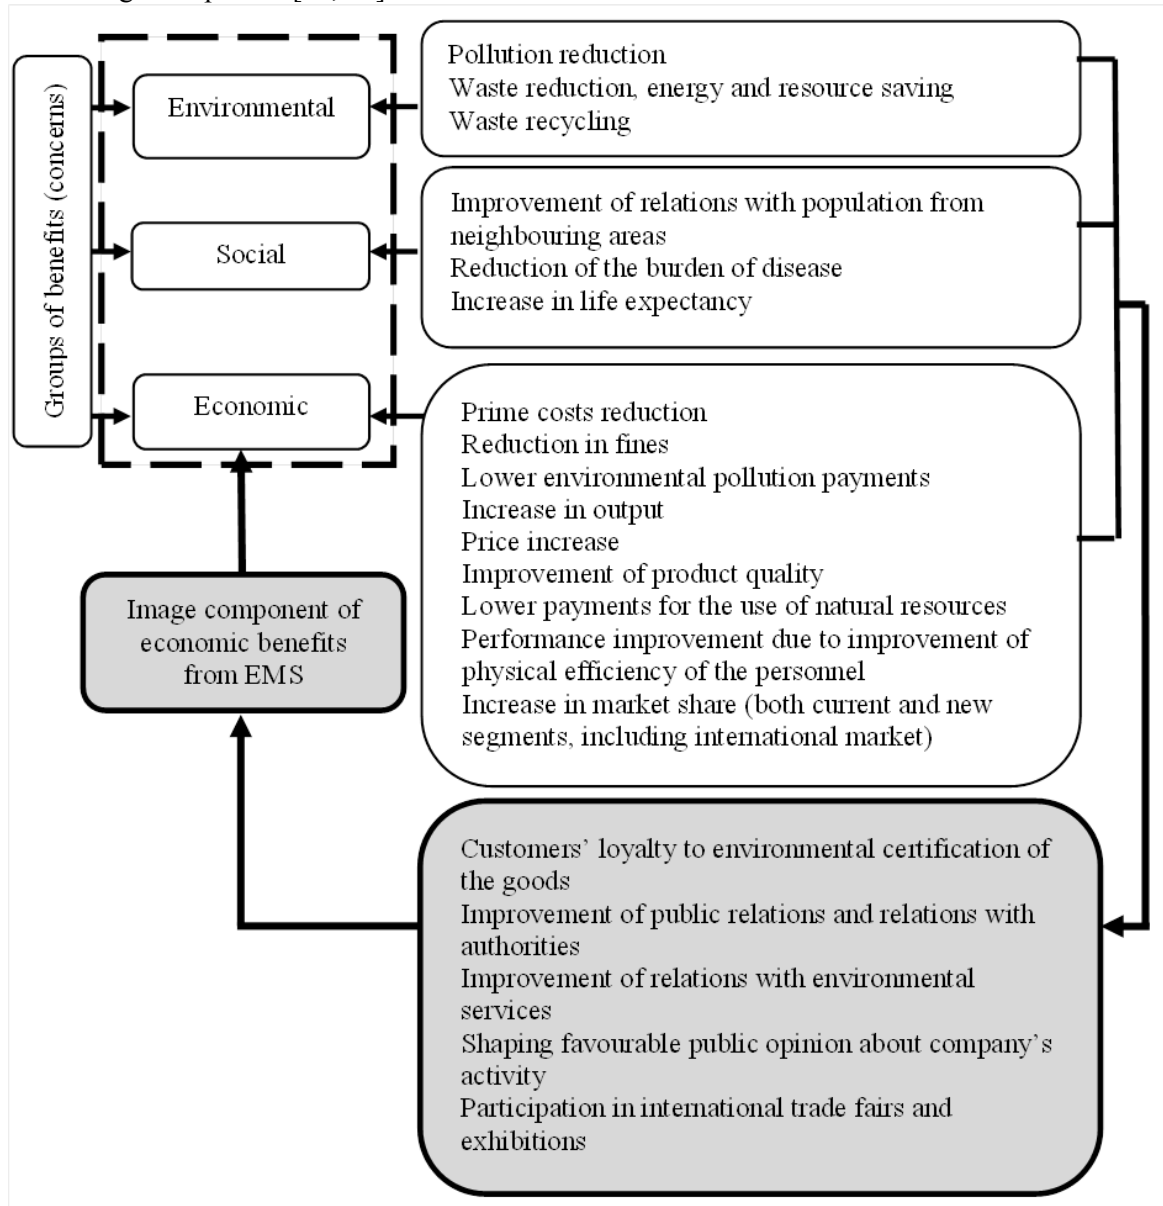 Groups of benefits (concerns)
Environmental
Social
Economic
Pollution reduction
Waste reduction, energy and resource saving
Waste recycling
Improvement of relations with population from
neighbouring areas
Reduction of the burden of disease
Increase in life expectancy
Prime costs reduction
Reduction in fines
Lower environmental pollution payments
Increase in output
Price increase
Improvement of product quality
Lower payments for the use of natural resources
Performance improvement due to improvement of
physical efficiency of the personnel
Increase in market share (both current and new
segments, including international market)
Image component of
economic benefits
from EMS
Customers’ loyalty to environmental certification of
the goods
Improvement of public relations and relations with
authorities
Improvement of relations with environmental
services
Shaping favourable public opinion about company’s
activity
Participation in international trade fairs and
exhibitions